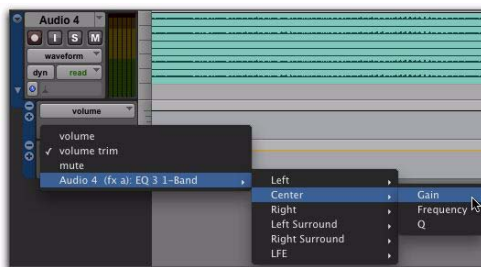 Audio 4
I S M
waveform
dyn read
volume
volume
✓ volume trim
mute
Audio 4 (fx a): EQ 3 1-Band
Left
Center
Right
Left Surround
Right Surround
LFE
Gain
Frequency
Q